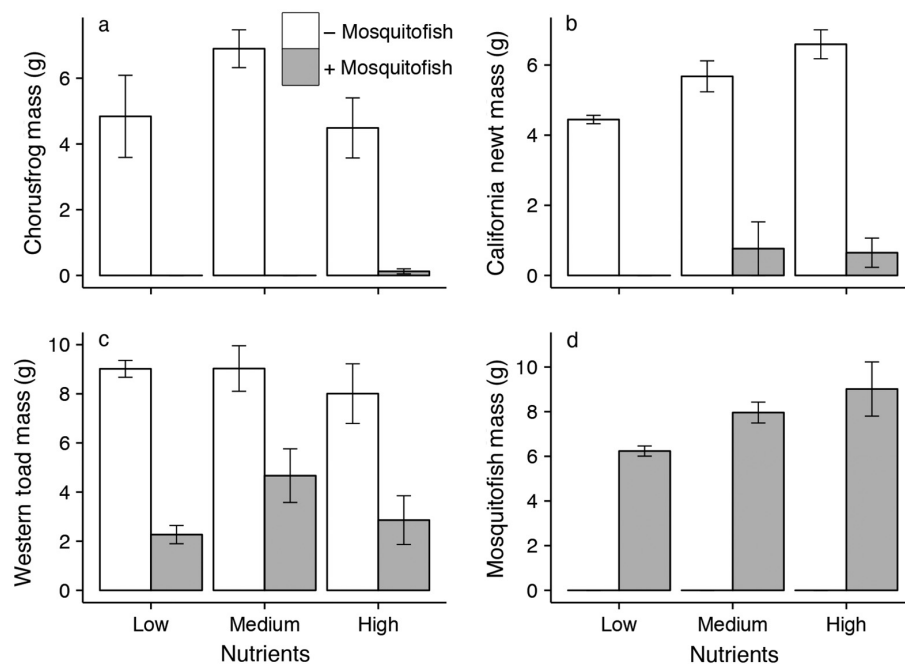 a
– Mosquitofish
+ Mosquitofish
Chorusfrog mass (g)
6
4
2
0
b
California newt mass (g)
6
4
2
0
c
Western toad mass (g)
10
8
6
4
2
0
Low Medium High
Nutrients
d
Mosquitofish mass (g)
10
8
6
4
2
0
Low Medium High
Nutrients